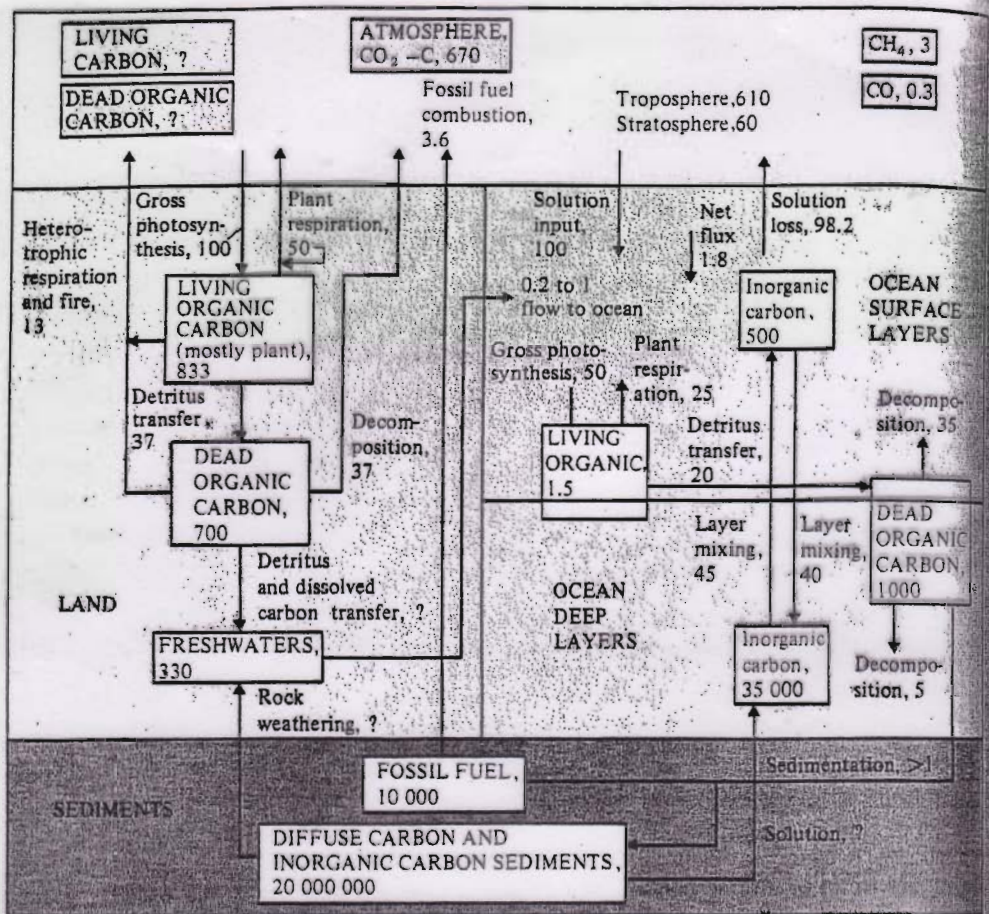 LIVING
CARBON, ?
DEAD ORGANIC
CARBON, ?
ATMOSPHERE,
CO₂ –C, 670
Fossil fuel
combustion,
3.6
Troposphere, 610
Stratosphere, 60
CH₄, 3
CO, 0.3
Hetero-
trophic
respiration
and fire,
13
Gross
photosyn-
thesis, 100
Plant
respiration,
50
LIVING
ORGANIC
CARBON
(mostly plant),
833
Detritus
transfer,
37
DEAD
ORGANIC
CARBON,
700
Decom-
position,
37
Detritus
and dissolved
carbon transfer, ?
LAND
FRESHWATERS,
330
Rock
weathering, ?
Solution
input,
100
Net
flux
1.8
Solution
loss, 98.2
0.2 to 1
flow to ocean
Inorganic
carbon,
500
OCEAN
SURFACE
LAYERS
Gross photo-
synthesis, 50
Plant
respir-
ation, 25
LIVING
ORGANIC,
1.5
Detritus
transfer,
20
Decompo-
sition, 35
DEAD
ORGANIC
CARBON,
1000
Layer
mixing,
45
Layer
mixing,
40
OCEAN
DEEP
LAYERS
Inorganic
carbon,
35 000
Decompo-
sition, 5
SEDIMENTS
FOSSIL FUEL,
10 000
Sedimentation, >1
DIFFUSE CARBON AND
INORGANIC CARBON SEDIMENTS,
20 000 000
Solution, ?